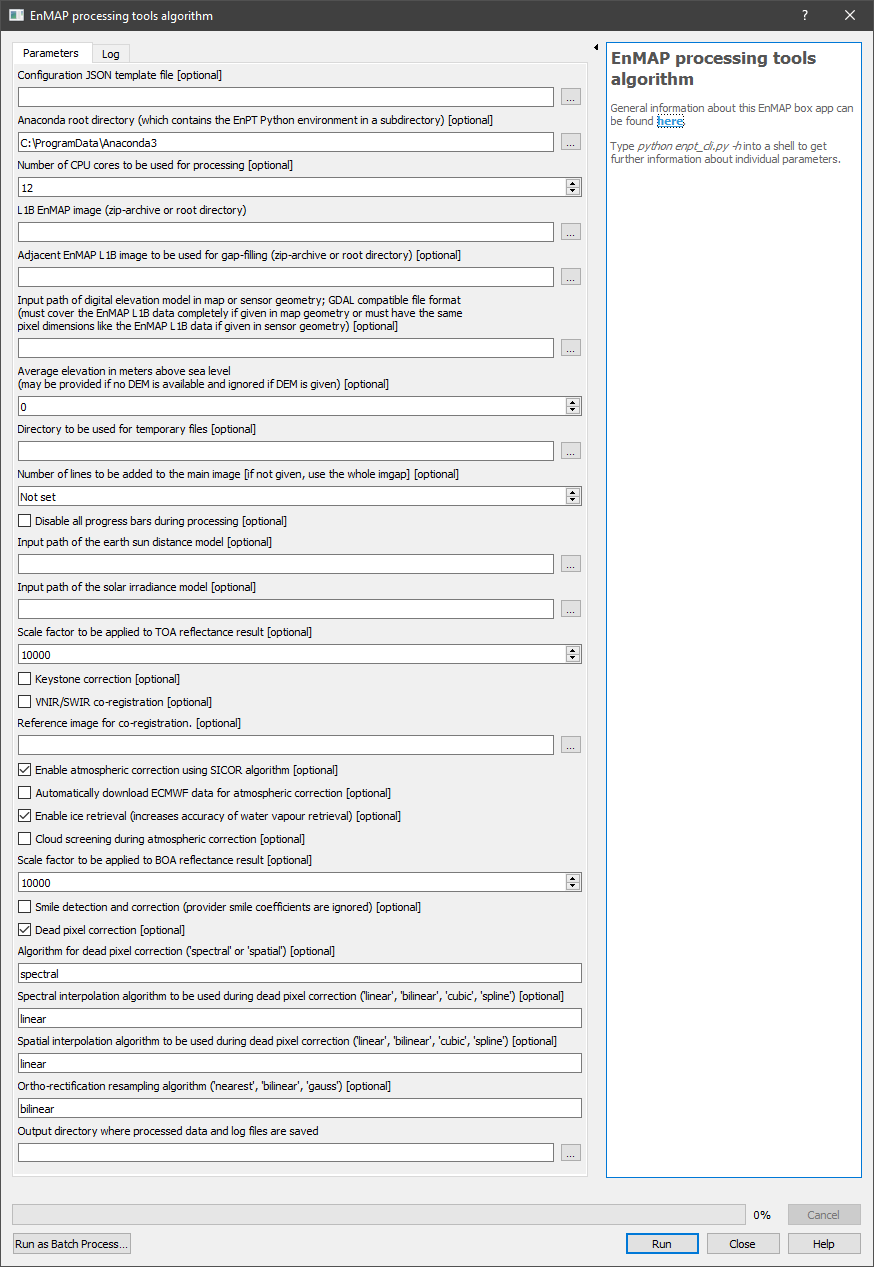 EnMAP processing tools algorithm
?
Parameters
Log
Configuration JSON template file [optional]
...
Anaconda root directory (which contains the EnPT Python environment in a subdirectory) [optional]
C:\ProgramData\Anaconda3
...
Number of CPU cores to be used for processing [optional]
12
L1B EnMAP image (zip-archive or root directory)
...
Adjacent EnMAP L1B image to be used for gap-filling (zip-archive or root directory) [optional]
...
Input path of digital elevation model in map or sensor geometry; GDAL compatible file format
(must cover the EnMAP L1B data completely if given in map geometry or must have the same
pixel dimensions like the EnMAP L1B data if given in sensor geometry) [optional]
...
Average elevation in meters above sea level
(may be provided if no DEM is available and ignored if DEM is given) [optional]
0
Directory to be used for temporary files [optional]
...
Number of lines to be added to the main image [if not given, use the whole imgap] [optional]
Not set
Disable all progress bars during processing [optional]
Input path of the earth sun distance model [optional]
...
Input path of the solar irradiance model [optional]
...
Scale factor to be applied to TOA reflectance result [optional]
10000
Keystone correction [optional]
VNIR/SWIR co-registration [optional]
Reference image for co-registration. [optional]
...
Enable atmospheric correction using SICOR algorithm [optional]
Automatically download ECMWF data for atmospheric correction [optional]
Enable ice retrieval (increases accuracy of water vapour retrieval) [optional]
Cloud screening during atmospheric correction [optional]
Scale factor to be applied to BOA reflectance result [optional]
10000
Smile detection and correction (provider smile coefficients are ignored) [optional]
Dead pixel correction [optional]
Algorithm for dead pixel correction ('spectral' or 'spatial') [optional]
spectral
Spectral interpolation algorithm to be used during dead pixel correction ('linear', 'bilinear', 'cubic', 'spline') [optional]
linear
Spatial interpolation algorithm to be used during dead pixel correction ('linear', 'bilinear', 'cubic', 'spline') [optional]
linear
Ortho-rectification resampling algorithm ('nearest', 'bilinear', 'gauss') [optional]
bilinear
Output directory where processed data and log files are saved
...
EnMAP processing tools
algorithm
General information about this EnMAP box app can
be found here.
Type python enpt_cli.py -h into a shell to get
further information about individual parameters.
0%
Cancel
Run as Batch Process...
Run
Close
Help